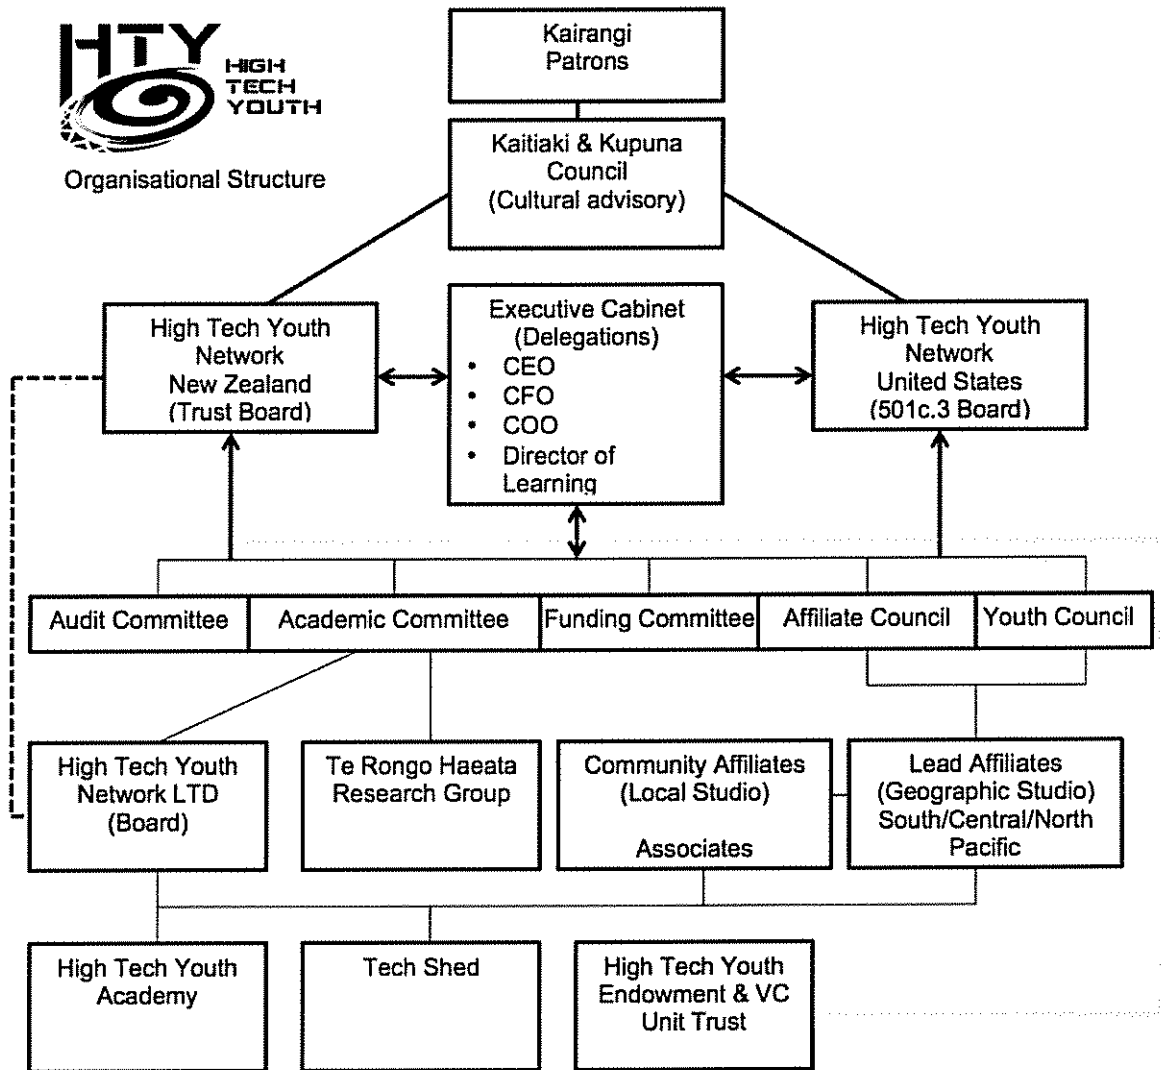 HTY
HIGH
TECH
YOUTH
Organisational Structure
Kairangi
Patrons
Kaitiaki & Kupuna
Council
(Cultural advisory)
High Tech Youth
Network
New Zealand
(Trust Board)
Executive Cabinet
(Delegations)
• CEO
• CFO
• COO
• Director of
Learning
High Tech Youth
Network
United States
(501c.3 Board)
Audit Committee
Academic Committee
Funding Committee
Affiliate Council
Youth Council
High Tech Youth
Network LTD
(Board)
Te Rongo Haeata
Research Group
Community Affiliates
(Local Studio)
Associates
Lead Affiliates
(Geographic Studio)
South/Central/North
Pacific
High Tech Youth
Academy
Tech Shed
High Tech Youth
Endowment & VC
Unit Trust